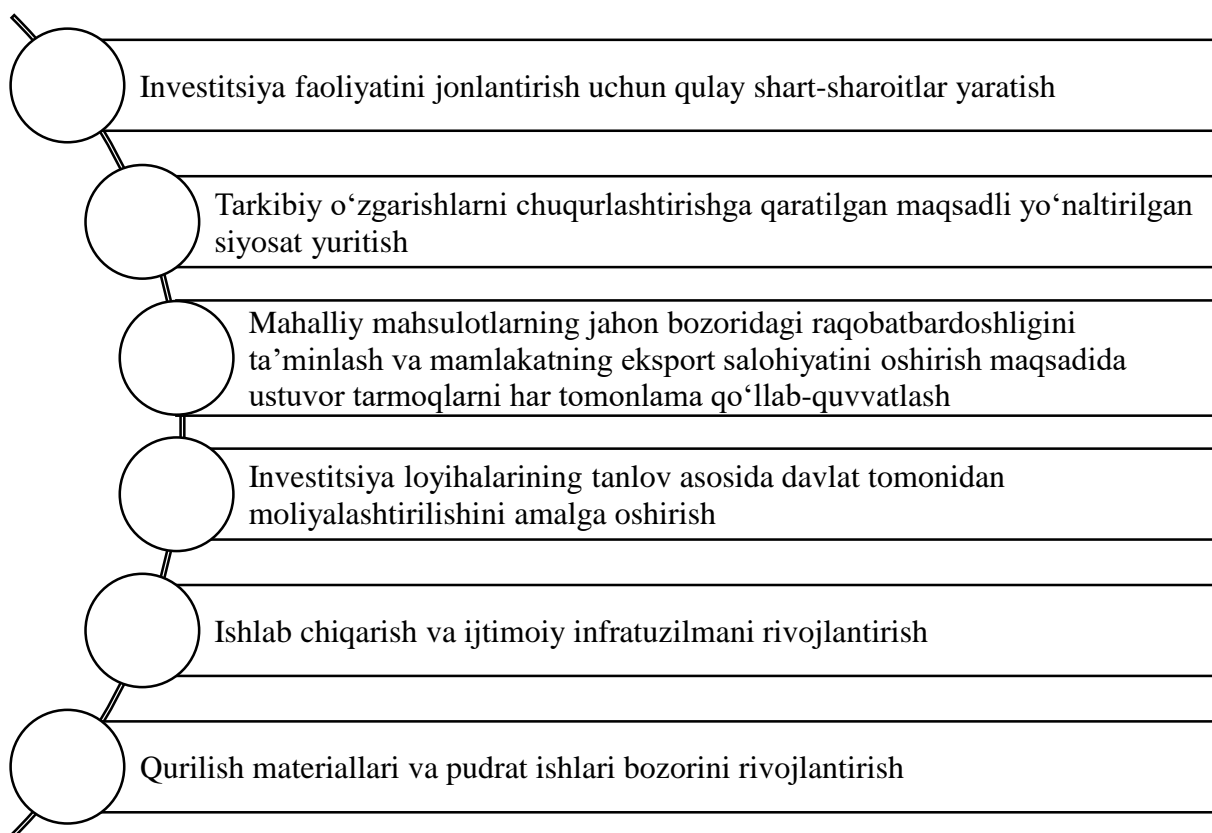 Investitsiya faoliyatini jonlantirish uchun qulay shart-sharoitlar yaratish
Tarkibiy o‘zgarishlarni chuqurlashtirishga qaratilgan maqsadli yo‘naltirilgan
siyosat yuritish
Mahalliy mahsulotlarning jahon bozoridagi raqobatbardoshligini
ta’minlash va mamlakatning eksport salohiyatini oshirish maqsadida
ustuvor tarmoqlarni har tomonlama qo‘llab-quvvatlash
Investitsiya loyihalarining tanlov asosida davlat tomonidan
moliyalashtirilishini amalga oshirish
Ishlab chiqarish va ijtimoiy infratuzilmani rivojlantirish
Qurilish materiallari va pudrat ishlari bozorini rivojlantirish